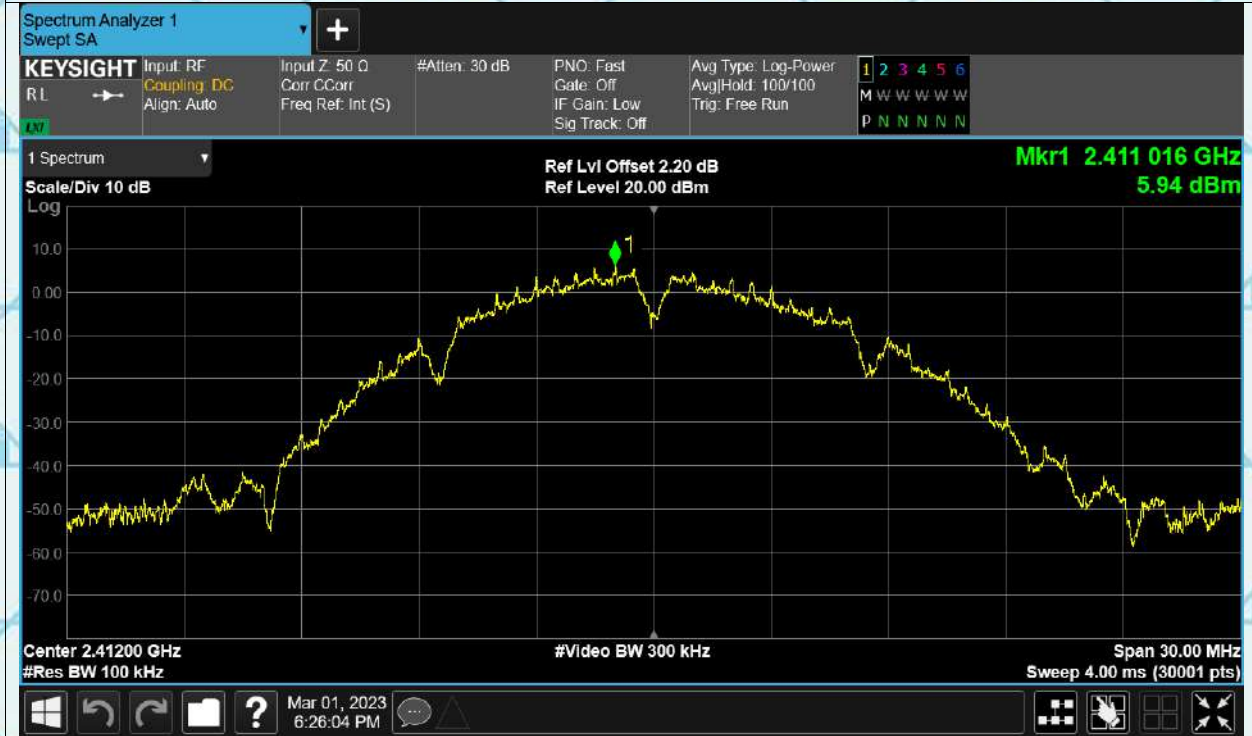 Spectrum Analyzer 1
Swept SA
+
KEYSIGHT
RL
LXI
Input: RF
Coupling: DC
Align: Auto
Input Z: 50 Ω
Corr CCorr
Freq Ref: Int (S)
#Atten: 30 dB
PNO: Fast
Gate: Off
IF Gain: Low
Sig Track: Off
Avg Type: Log-Power
Avg|Hold: 100/100
Trig: Free Run
1 2 3 4 5 6
M W W W W W
P N N N N N
1 Spectrum
Scale/Div 10 dB
Log
Ref Lvl Offset 2.20 dB
Ref Level 20.00 dBm
Mkr1 2.411 016 GHz
5.94 dBm
1
10.0
0.00
-10.0
-20.0
-30.0
-40.0
-50.0
-60.0
-70.0
Center 2.41200 GHz
#Res BW 100 kHz
#Video BW 300 kHz
Span 30.00 MHz
Sweep 4.00 ms (30001 pts)
?
Mar 01, 2023
6:26:04 PM